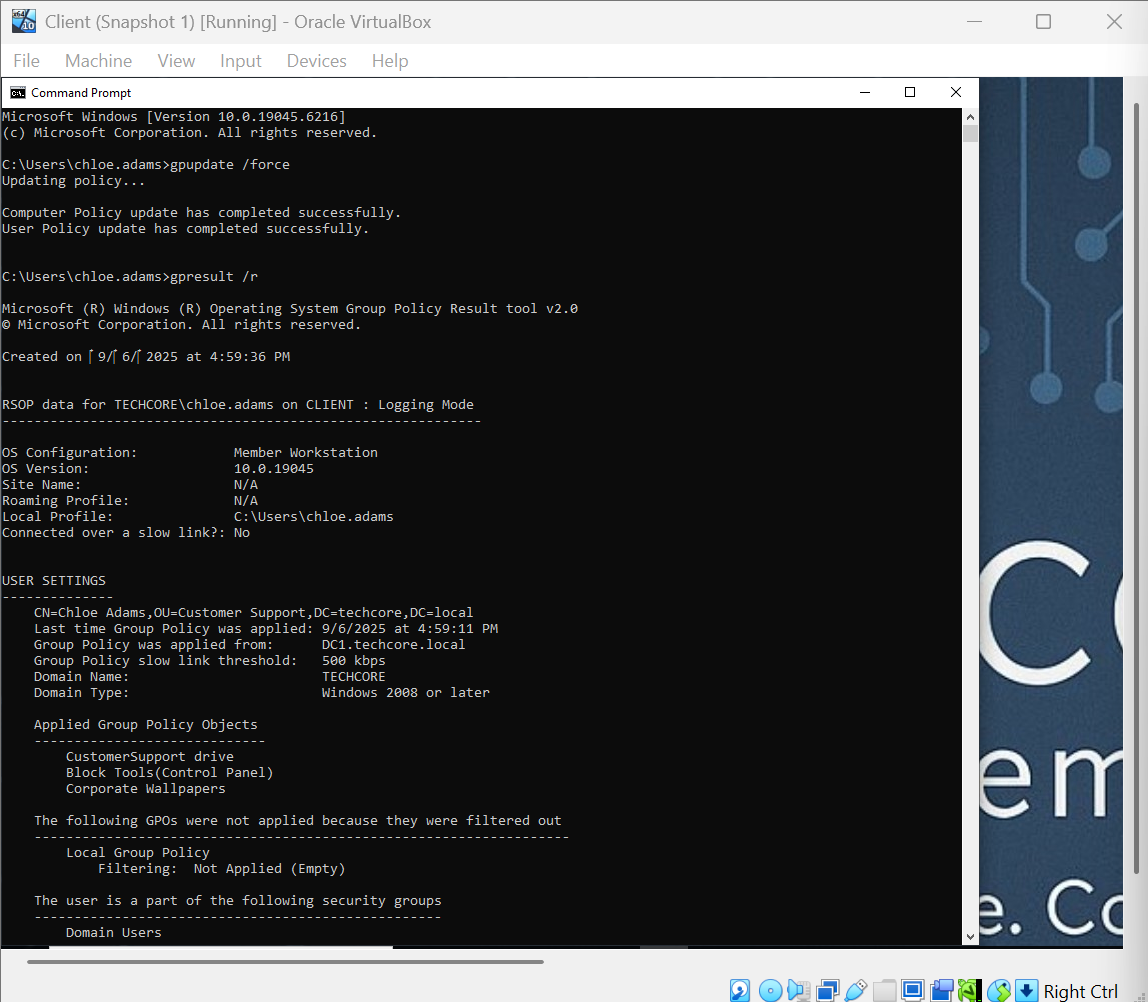 Client (Snapshot 1) [Running] - Oracle VirtualBox
File Machine View Input Devices Help
Command Prompt
Microsoft Windows [Version 10.0.19045.6216]
(c) Microsoft Corporation. All rights reserved.
C:\Users\chloe.adams>gpupdate /force
Updating policy...
Computer Policy update has completed successfully.
User Policy update has completed successfully.
C:\Users\chloe.adams>gpresult /r
Microsoft (R) Windows (R) Operating System Group Policy Result tool v2.0
© Microsoft Corporation. All rights reserved.
Created on 9/ 6/ 2025 at 4:59:36 PM
RSOP data for TECHCORE\chloe.adams on CLIENT : Logging Mode
------------------------------------------------------------
OS Configuration: Member Workstation
OS Version: 10.0.19045
Site Name: N/A
Roaming Profile: N/A
Local Profile: C:\Users\chloe.adams
Connected over a slow link?: No
USER SETTINGS
--------------
CN=Chloe Adams,OU=Customer Support,DC=techcore,DC=local
Last time Group Policy was applied: 9/6/2025 at 4:59:11 PM
Group Policy was applied from: DC1.techcore.local
Group Policy slow link threshold: 500 kbps
Domain Name: TECHCORE
Domain Type: Windows 2008 or later
Applied Group Policy Objects
-----------------------------
CustomerSupport drive
Block Tools(Control Panel)
Corporate Wallpapers
The following GPOs were not applied because they were filtered out
-------------------------------------------------------------------
Local Group Policy
Filtering: Not Applied (Empty)
The user is a part of the following security groups
---------------------------------------------------
Domain Users
C
em
e. Co
Right Ctrl